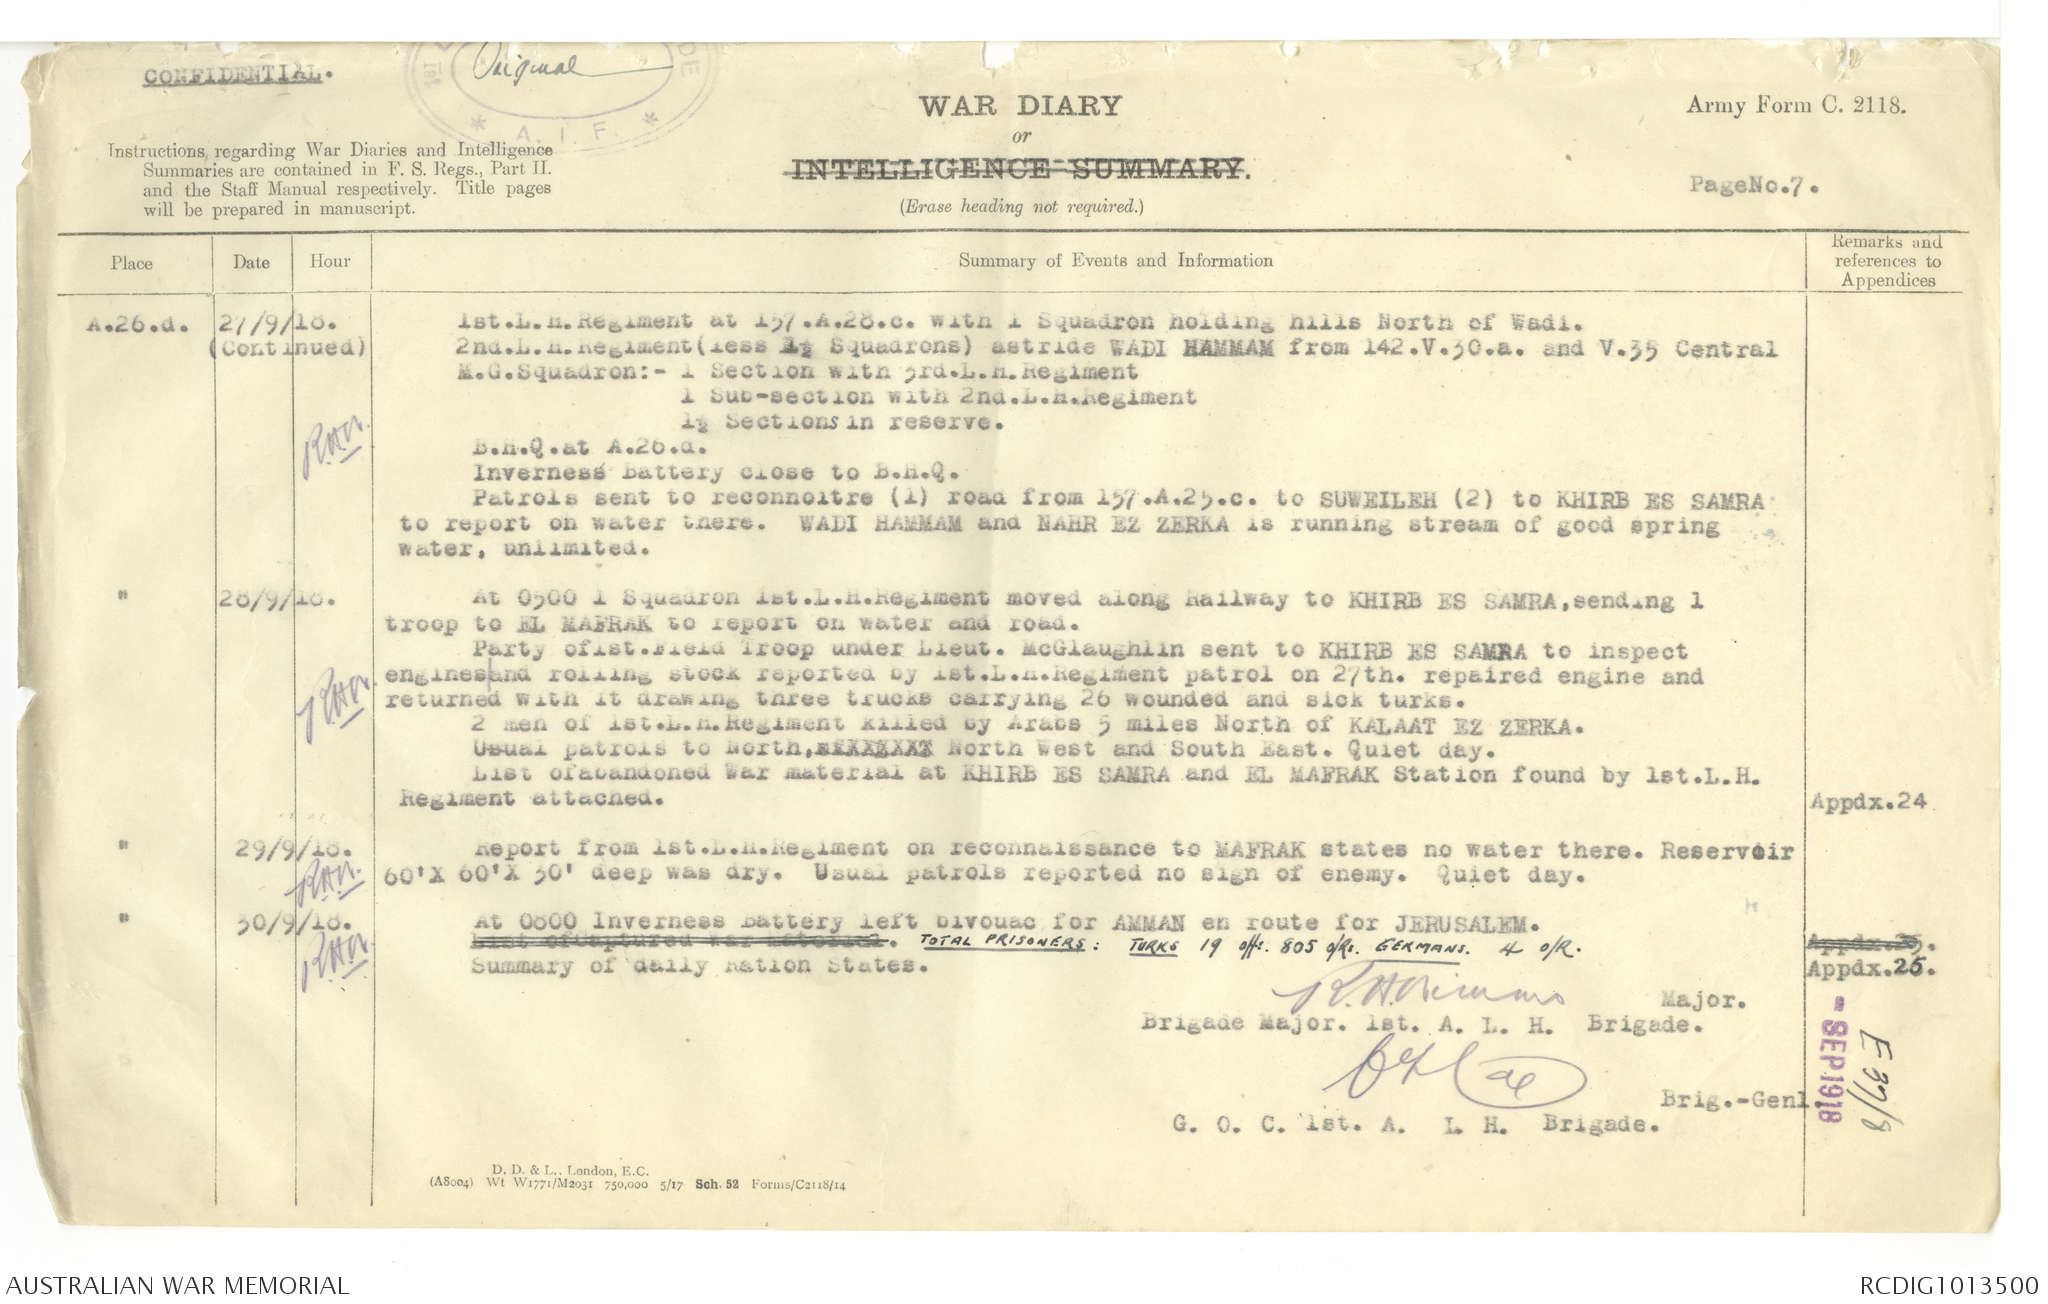 CONFIDENTIAL.
Original
1ST L DE
* A. I. F. *
WAR DIARY
or
INTELLIGENCE SUMMARY.
(Erase heading not required.)
Army Form C. 2118.
PageNo.7.
Instructions regarding War Diaries and Intelligence
Summaries are contained in F. S. Regs., Part II.
and the Staff Manual respectively. Title pages
will be prepared in manuscript.
Place Date Hour Summary of Events and Information Remarks and
references to
Appendices
A.26.d. 27/9/18. 1st.L.H.Regiment at 157.A.28.c. with 1 Squadron holding hills North of Wadi.
(Continued) 2nd.L.H.Regiment(less 1½ Squadrons) astride WADI HAMMAM from 142.V.30.a. and V.35 Central
M.G.Squadron:- 1 Section with 3rd.L.H.Regiment
1 Sub-section with 2nd.L.H.Regiment
1½ Sections in reserve.
RHW.
B.H.Q.at A.26.d.
Inverness Battery close to B.H.Q.
Patrols sent to reconnoitre (1) road from 157.A.25.c. to SUWEILEH (2) to KHIRB ES SAMRA
to report on water there. WADI HAMMAM and NAHR EZ ZERKA is running stream of good spring
water, unlimited.
" 28/9/18. At 0500 1 Squadron 1st.L.H.Regiment moved along Railway to KHIRB ES SAMRA,sending 1
troop to EL MAFRAK to report on water and road.
Party of1st.Field Troop under Lieut. McGlaughlin sent to KHIRB ES SAMRA to inspect
engines and rolling stock reported by 1st.L.H.Regiment patrol on 27th. repaired engine and
returned with it drawing three trucks carrying 26 wounded and sick turks.
RHW.
2 men of 1st.L.H.Regiment killed by Arabs 5 miles North of KALAAT EZ ZERKA.
Usual patrols to North, North West and South East. Quiet day.
List ofabandoned War material at KHIRB ES SAMRA and EL MAFRAK Station found by 1st.L.H.
Regiment attached. Appdx.24
" 29/9/18. Report from 1st.L.H.Regiment on reconnaissance to MAFRAK states no water there. Reservoir
60'X 60'X 30' deep was dry. Usual patrols reported no sign of enemy. Quiet day.
RHW.
" 30/9/18. At 0800 Inverness Battery left bivouac for AMMAN en route for JERUSALEM.
List ofCaptured War Material. TOTAL PRISONERS: TURKS 19 offs. 805 o/Rs. GERMANS. 4 o/R. Appdx.25.
RHW.
Summary of daily Ration States. Appdx.25.
Major.
Brigade Major. 1st. A. L. H. Brigade.
Brig.-Genl.
G. O. C. 1st. A. L. H. Brigade.
- SEP 1918
E 37/8
D. D. & L., London, E.C.
(A8004) Wt W1771/M2031 750,000 5/17 Sch. 52 Forms/C2118/14
AUSTRALIAN WAR MEMORIAL
RCDIG1013500